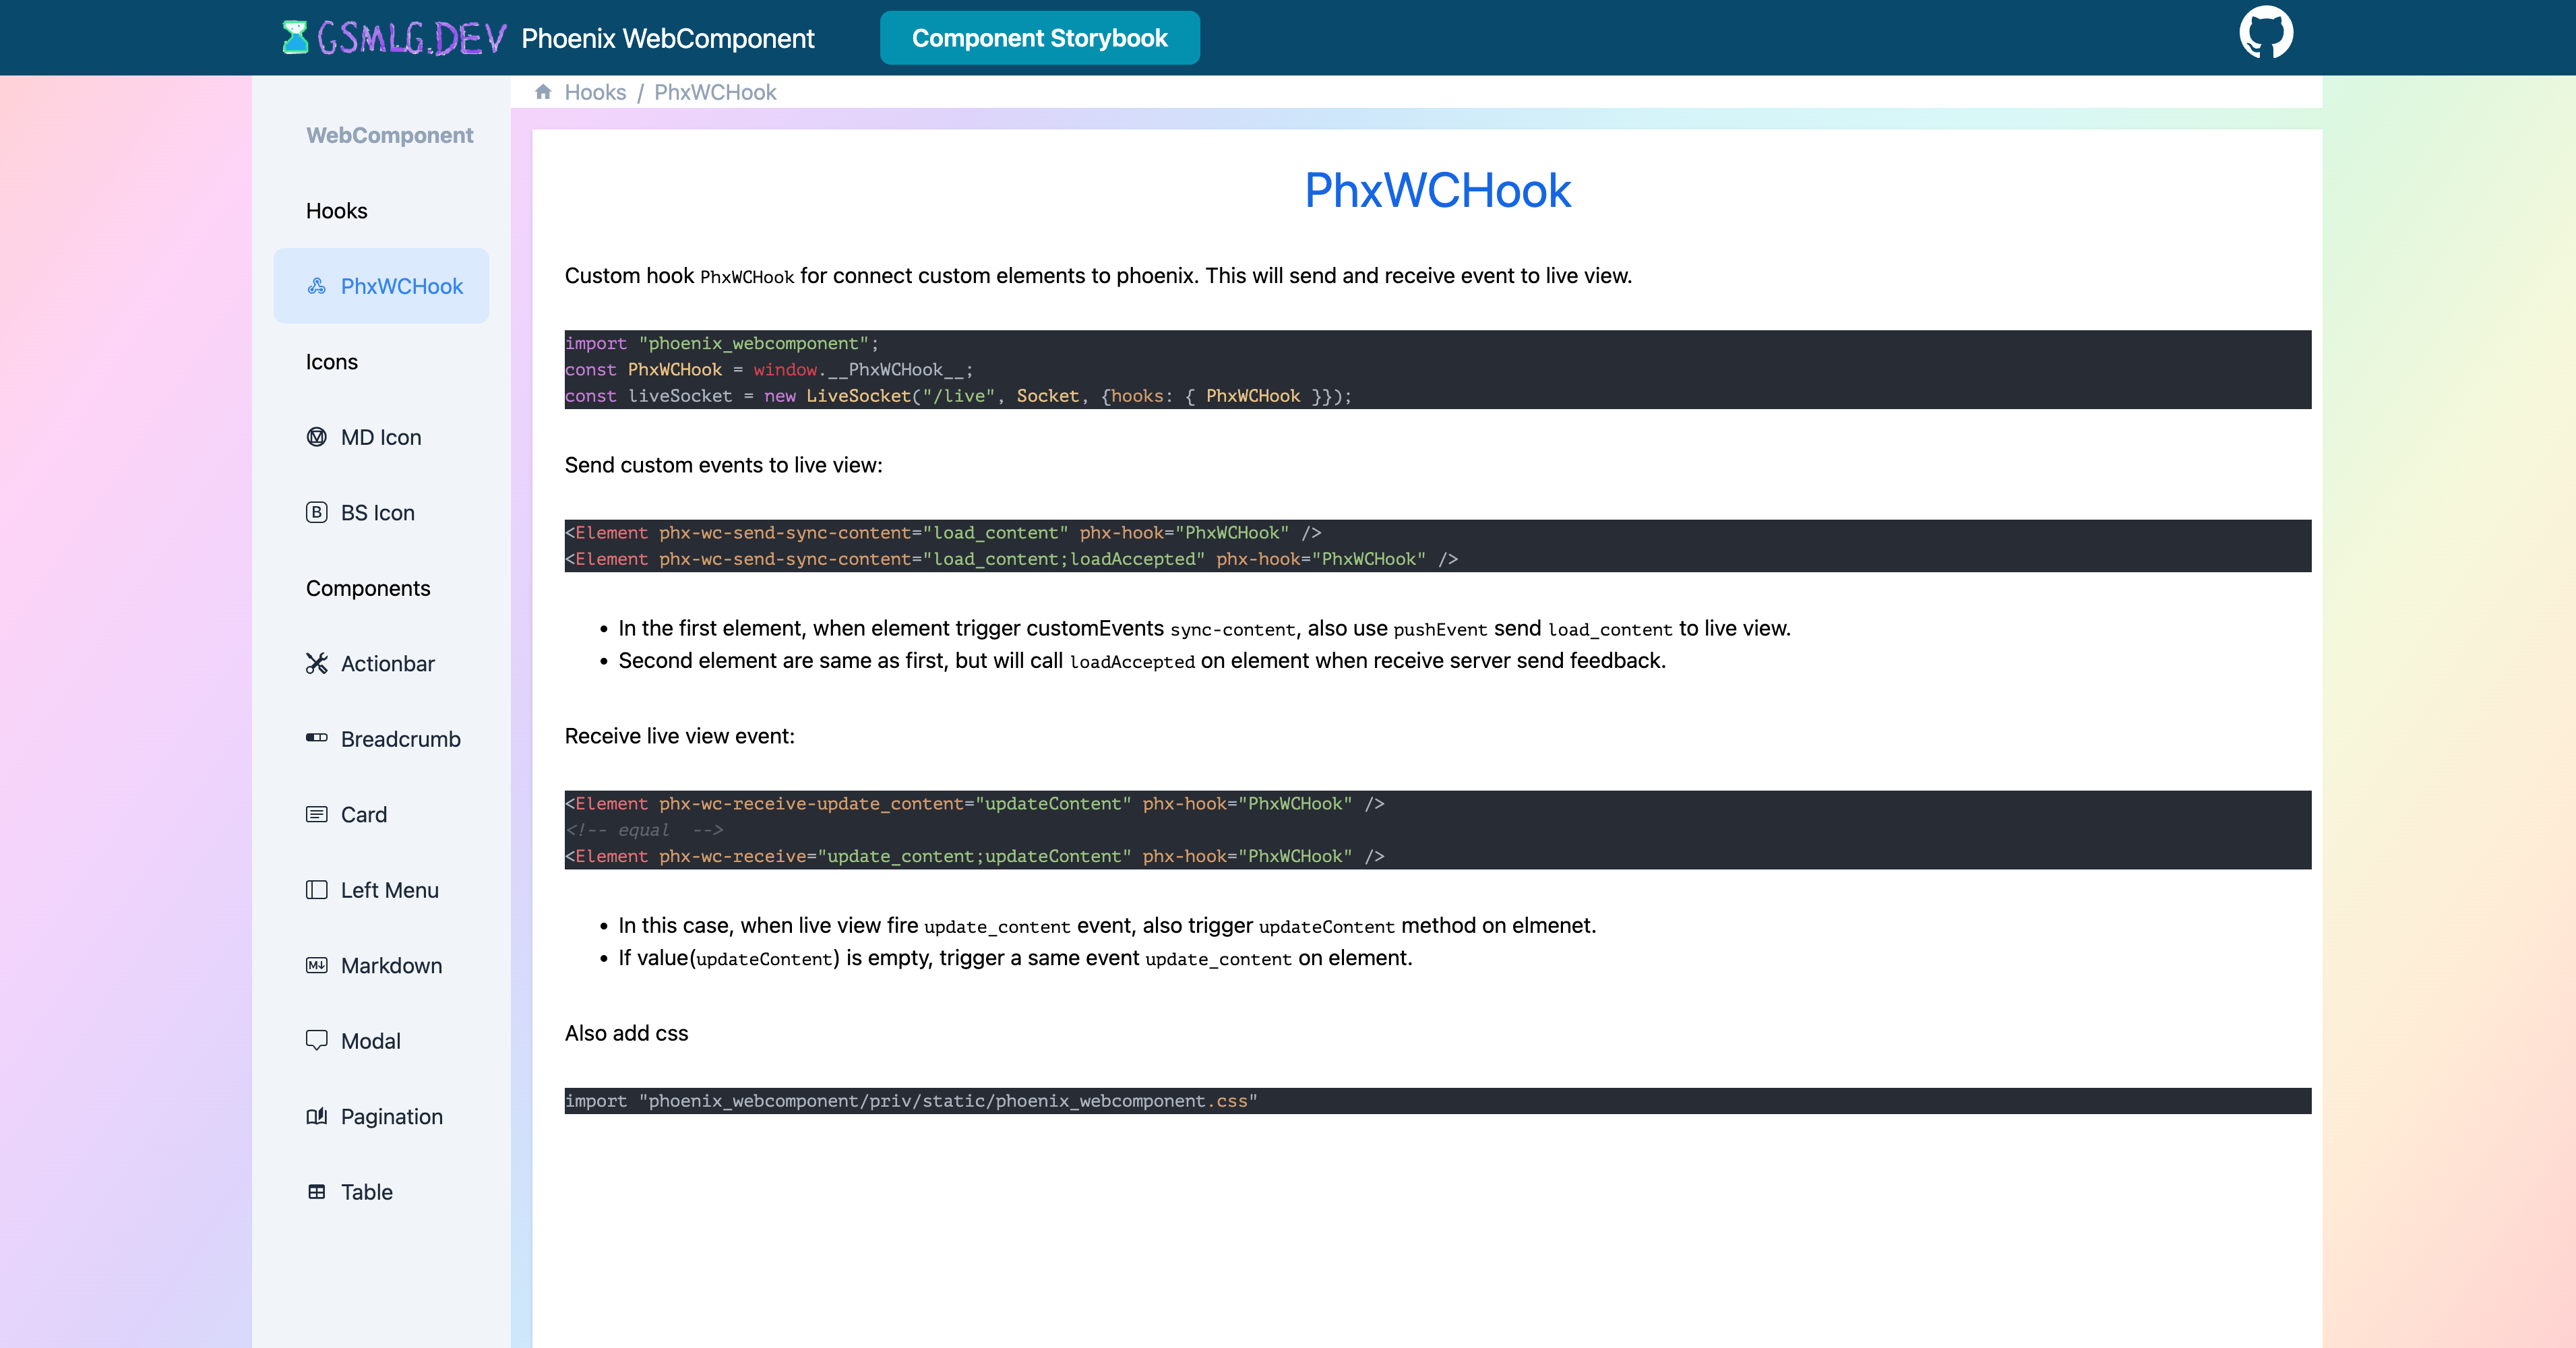 GSMLG.DEV Phoenix WebComponent Component Storybook
Hooks / PhxWCHook
WebComponent
Hooks
PhxWCHook
Icons
MD Icon
BS Icon
Components
Actionbar
Breadcrumb
Card
Left Menu
Markdown
Modal
Pagination
Table
PhxWCHook
Custom hook PhxWCHook for connect custom elements to phoenix. This will send and receive event to live view.
import "phoenix_webcomponent";
const PhxWCHook = window.__PhxWCHook__;
const liveSocket = new LiveSocket("/live", Socket, {hooks: { PhxWCHook }});
Send custom events to live view:
<Element phx-wc-send-sync-content="load_content" phx-hook="PhxWCHook" />
<Element phx-wc-send-sync-content="load_content;loadAccepted" phx-hook="PhxWCHook" />
• In the first element, when element trigger customEvents sync-content, also use pushEvent send load_content to live view.
• Second element are same as first, but will call loadAccepted on element when receive server send feedback.
Receive live view event:
<Element phx-wc-receive-update_content="updateContent" phx-hook="PhxWCHook" />
<!-- equal  -->
<Element phx-wc-receive="update_content;updateContent" phx-hook="PhxWCHook" />
• In this case, when live view fire update_content event, also trigger updateContent method on elmenet.
• If value(updateContent) is empty, trigger a same event update_content on element.
Also add css
import "phoenix_webcomponent/priv/static/phoenix_webcomponent.css"